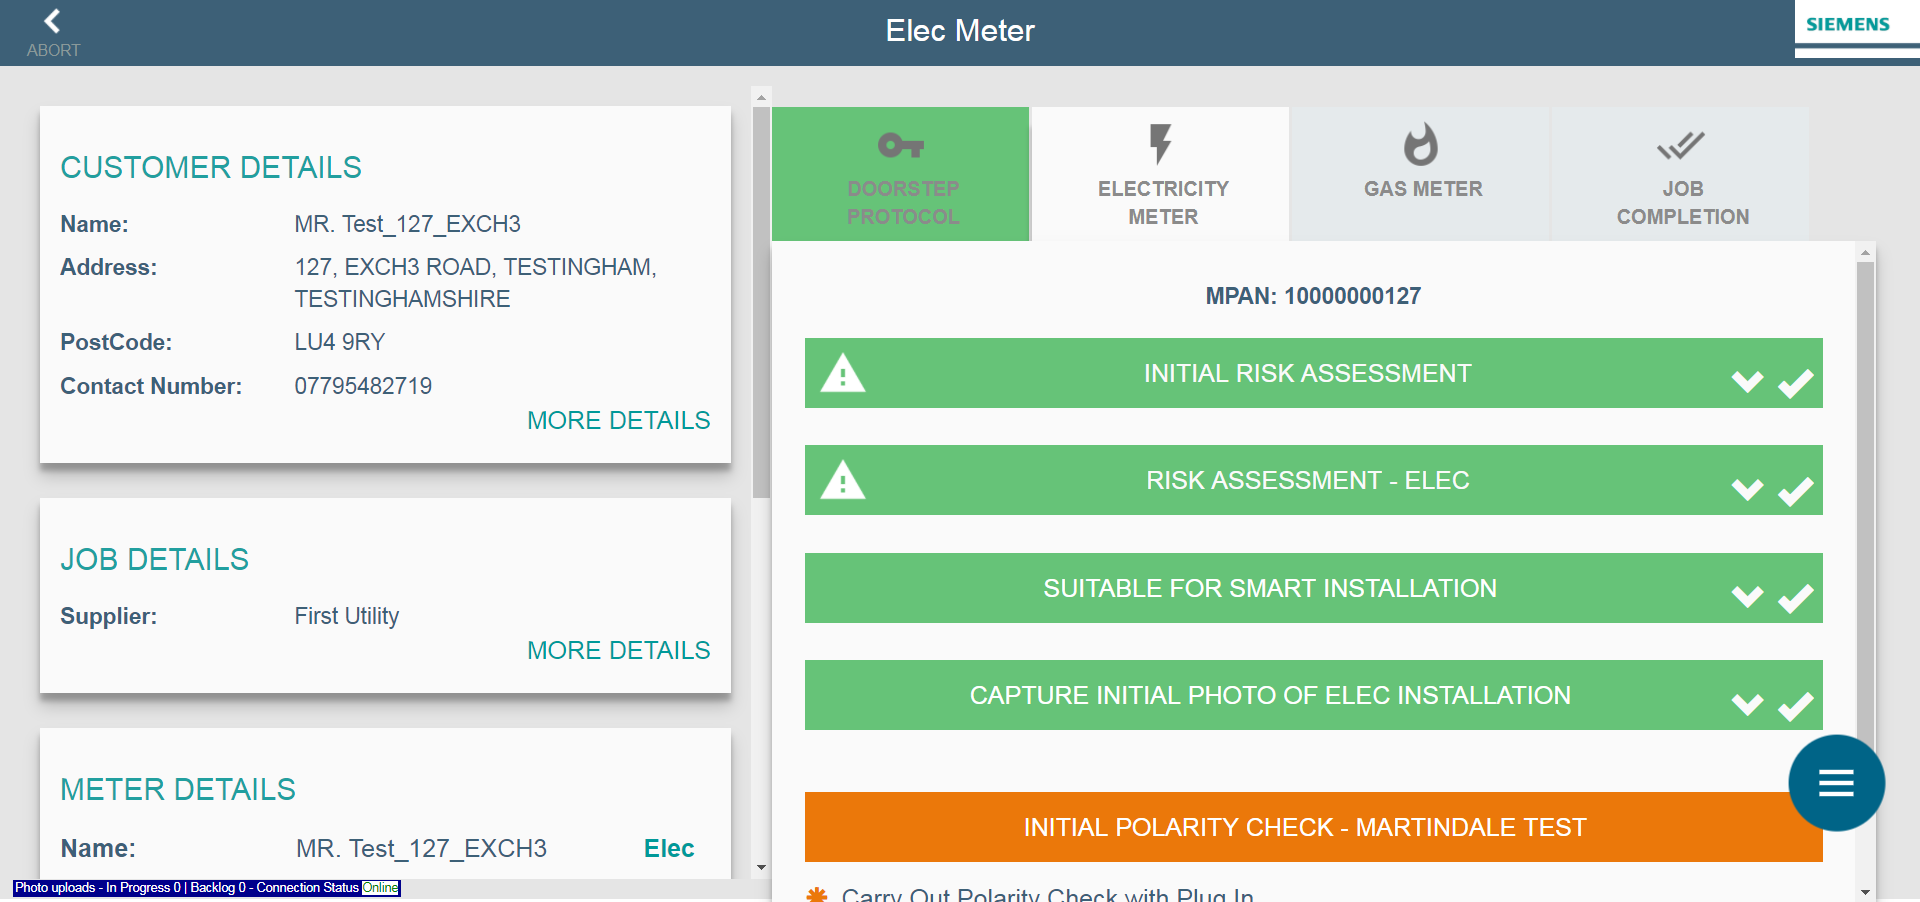 ABORT
Elec Meter
SIEMENS
CUSTOMER DETAILS
Name: MR. Test_127_EXCH3
Address: 127, EXCH3 ROAD, TESTINGHAM,
TESTINGHAMSHIRE
PostCode: LU4 9RY
Contact Number: 07795482719
MORE DETAILS
JOB DETAILS
Supplier: First Utility
MORE DETAILS
METER DETAILS
Name: MR. Test_127_EXCH3 Elec
Photo uploads - In Progress 0 | Backlog 0 - Connection Status Online
DOORSTEP
PROTOCOL
ELECTRICITY
METER
GAS METER
JOB
COMPLETION
MPAN: 10000000127
INITIAL RISK ASSESSMENT
RISK ASSESSMENT - ELEC
SUITABLE FOR SMART INSTALLATION
CAPTURE INITIAL PHOTO OF ELEC INSTALLATION
INITIAL POLARITY CHECK - MARTINDALE TEST
Carry Out Polarity Check with Plug In